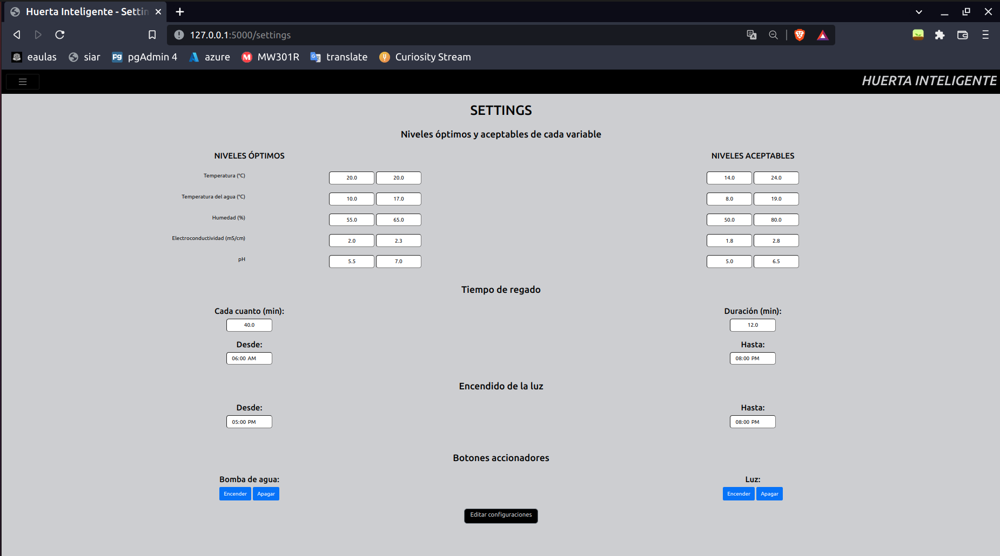 Huerta Inteligente - Settin
127.0.0.1:5000/settings
eaulas siar pgAdmin 4 azure MW301R translate Curiosity Stream
HUERTA INTELIGENTE
SETTINGS
Niveles óptimos y aceptables de cada variable
NIVELES ÓPTIMOS NIVELES ACEPTABLES
Temperatura (°C) 20.0 20.0 14.0 24.0
Temperatura del agua (°C) 10.0 17.0 8.0 19.0
Humedad (%) 55.0 65.0 50.0 80.0
Electroconductividad (mS/cm) 2.0 2.3 1.8 2.8
pH 5.5 7.0 5.0 6.5
Tiempo de regado
Cada cuanto (min): Duración (min):
40.0 12.0
Desde: Hasta:
06:00 AM 08:00 PM
Encendido de la luz
Desde: Hasta:
05:00 PM 08:00 PM
Botones accionadores
Bomba de agua: Luz:
Encender Apagar Encender Apagar
Editar configuraciones